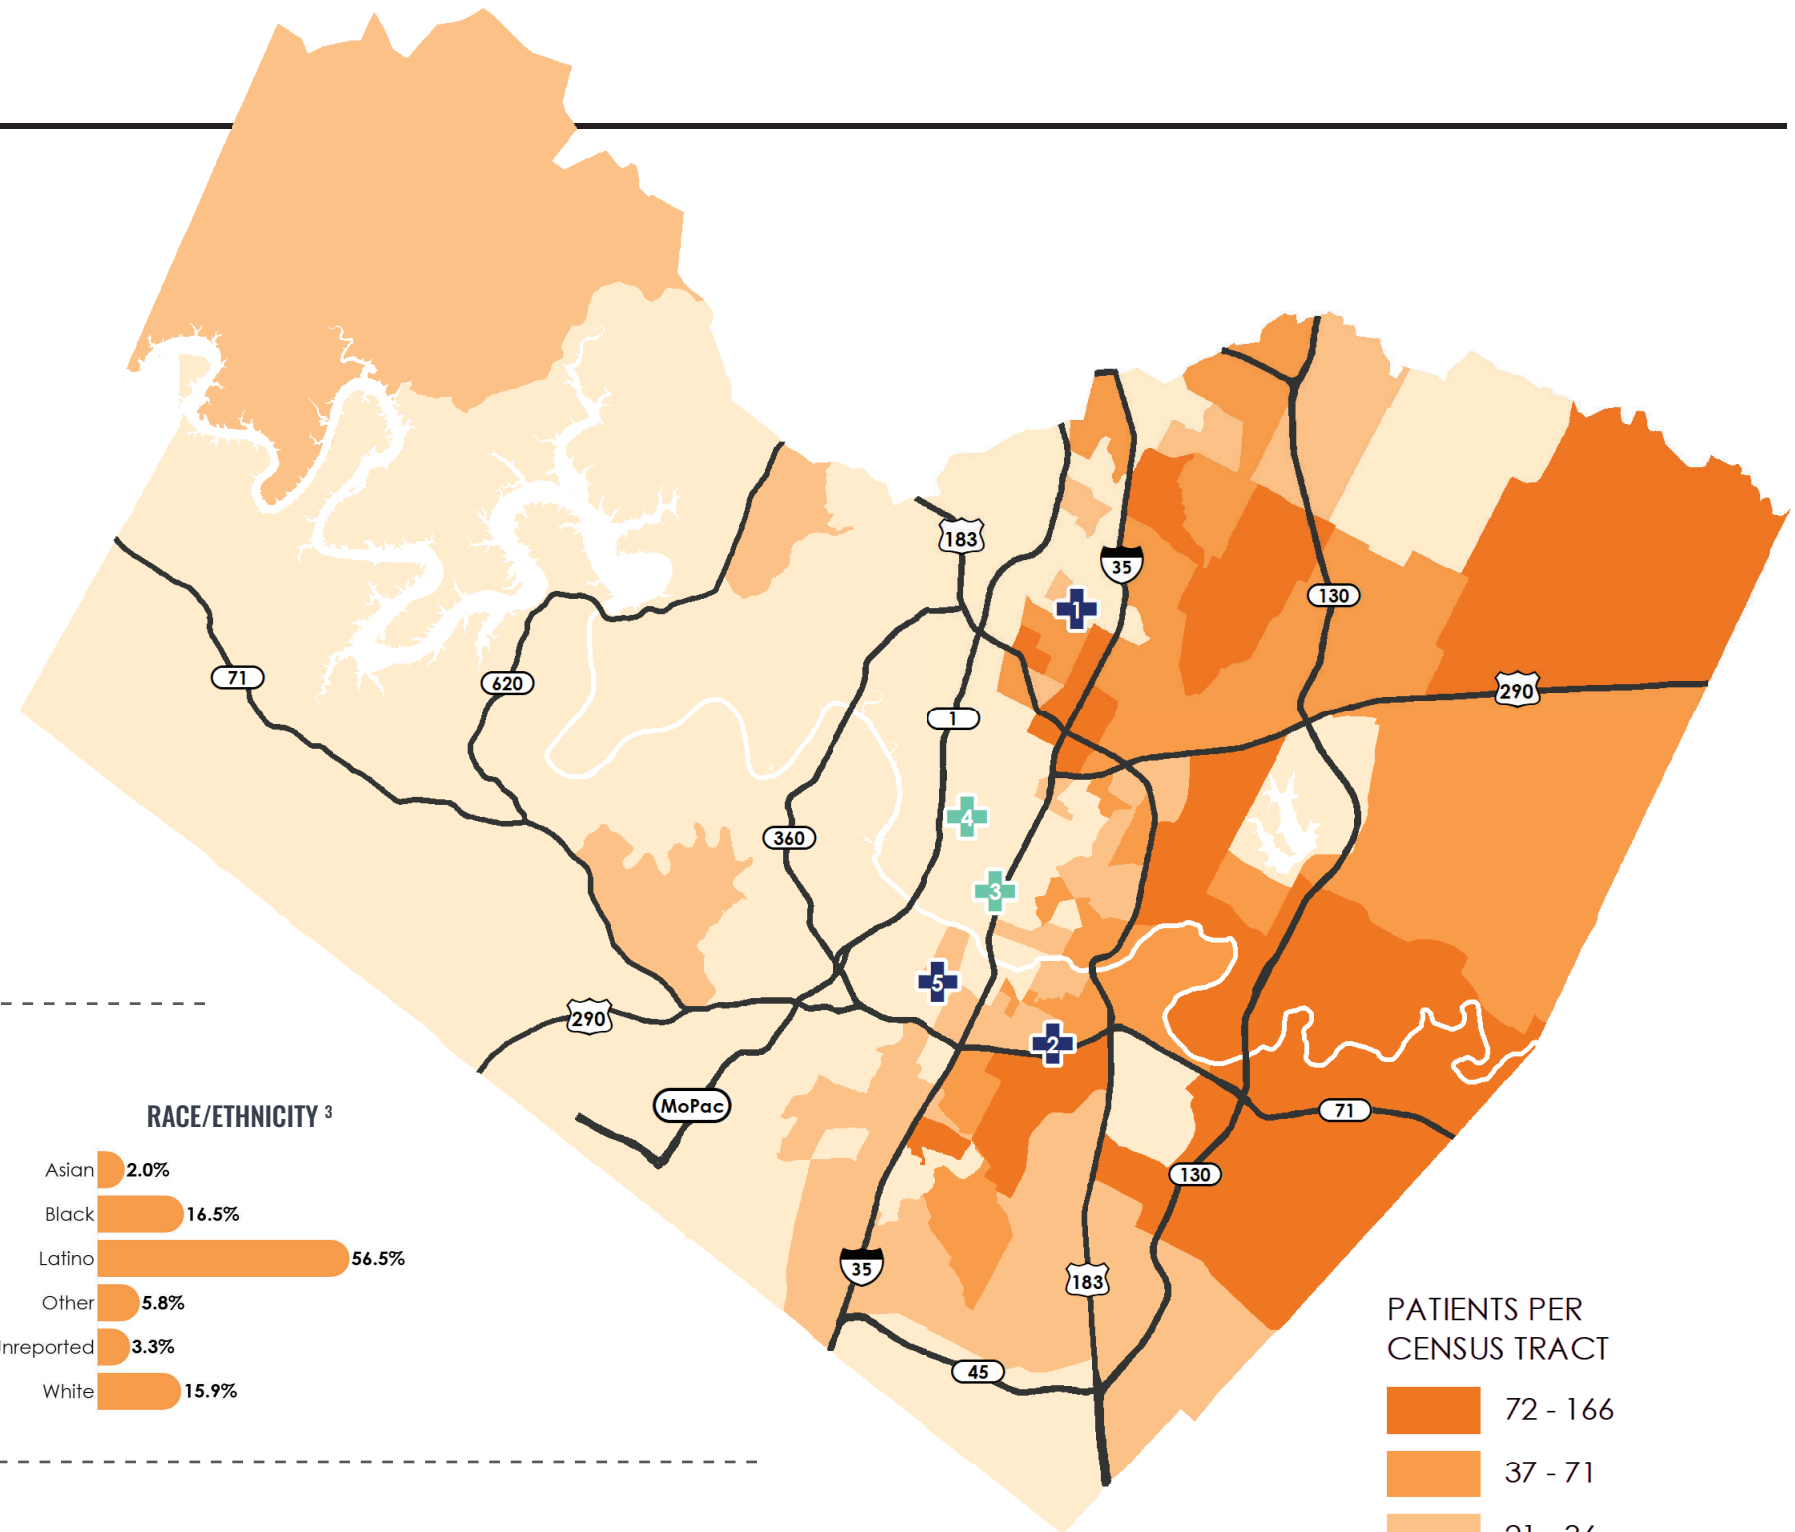 183
35
130
1
71
620
290
1
4
360
3
5
290
2
MoPac
71
RACE/ETHNICITY 3
Asian 2.0%
130
Black 16.5%
Latino 56.5%
35
183
Other 5.8%
PATIENTS PER
CENSUS TRACT
nreported 3.3%
45
White 15.9%
72 - 166
37 - 71